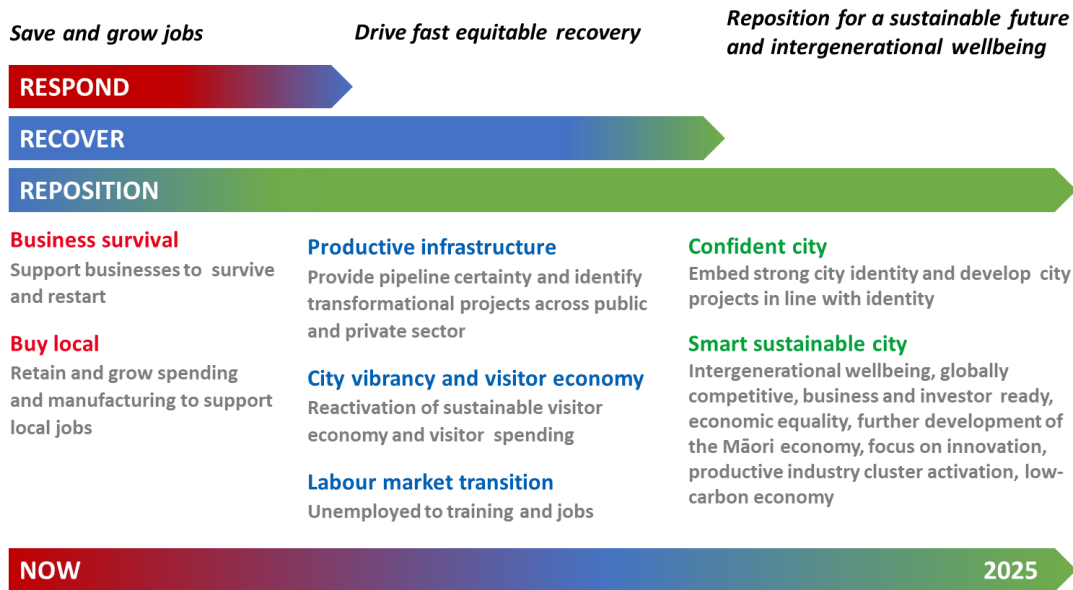 Save and grow jobs
Drive fast equitable recovery
Reposition for a sustainable future
and intergenerational wellbeing
RESPOND
RECOVER
REPOSITION
Business survival
Support businesses to survive
and restart
Buy local
Retain and grow spending
and manufacturing to support
local jobs
Productive infrastructure
Provide pipeline certainty and identify
transformational projects across public
and private sector
City vibrancy and visitor economy
Reactivation of sustainable visitor
economy and visitor spending
Labour market transition
Unemployed to training and jobs
Confident city
Embed strong city identity and develop city
projects in line with identity
Smart sustainable city
Intergenerational wellbeing, globally
competitive, business and investor ready,
economic equality, further development of
the Māori economy, focus on innovation,
productive industry cluster activation, low-
carbon economy
NOW
2025